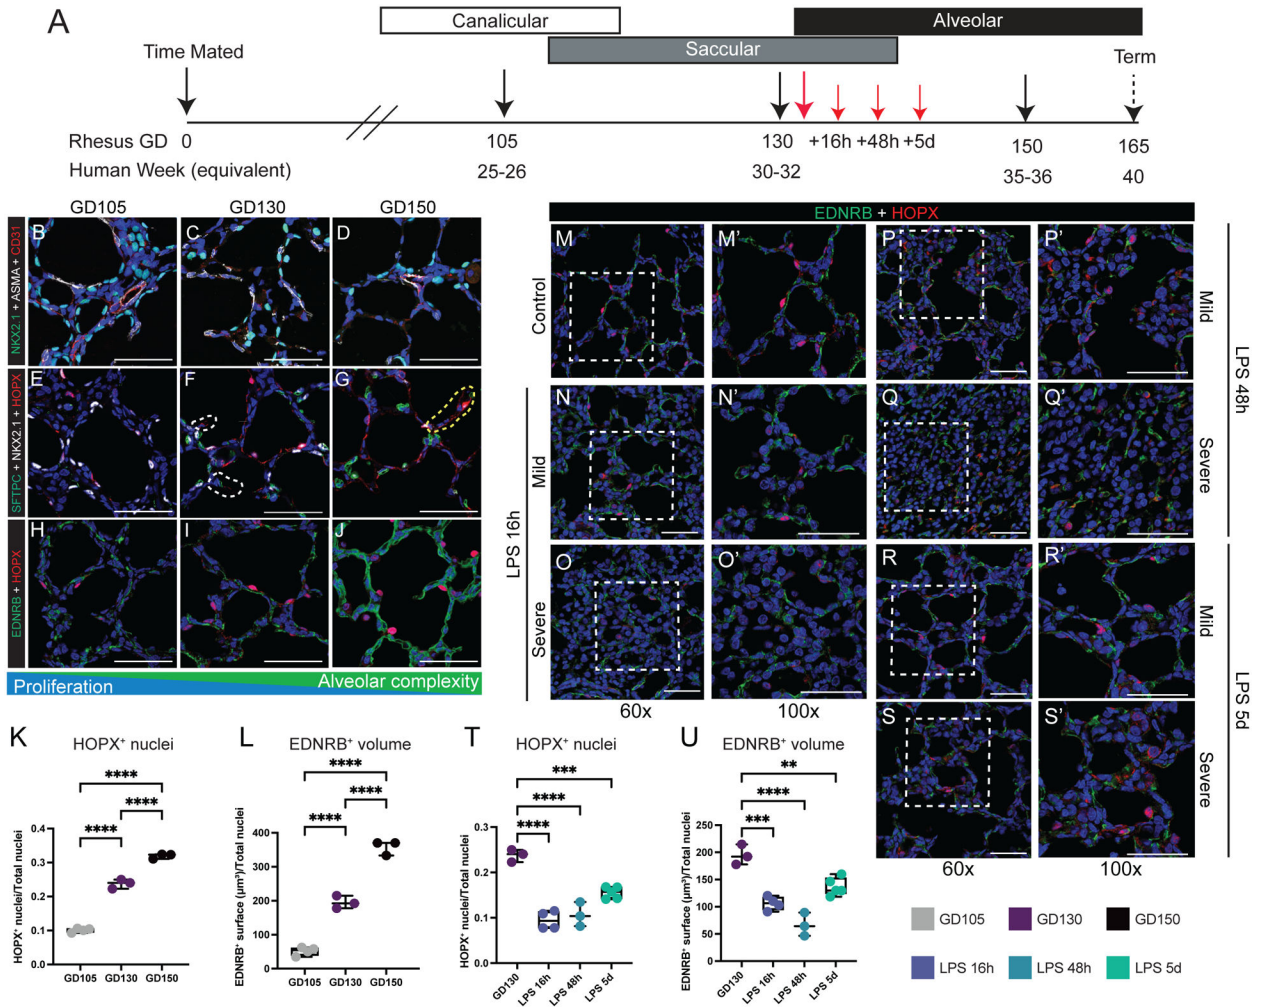 A
Canalicular
Alveolar
Saccular
Time Mated
Term
Rhesus GD 0 105 130 +16h +48h +5d 150 165
Human Week (equivalent) 25-26 30-32 35-36 40
GD105 GD130 GD150
NKX2.1 + ASMA + CD31
B C D
SFTPC + NKX2.1 + HOPX
E F G
EDNRB + HOPX
H I J
Proliferation Alveolar complexity
EDNRB + HOPX
Control
M M’ P P’
Mild
LPS 16h
Mild
N N’ Q Q’
Severe
LPS 48h
Severe
O O’ R R’
Mild
S S’
Severe
LPS 5d
60x 100x
60x 100x
K HOPX⁺ nuclei
HOPX⁺ nuclei/Total nuclei
****
**** ****
0.4
0.3
0.2
0.1
0.0
GD105 GD130 GD150
L EDNRB⁺ volume
EDNRB⁺ surface (µm³)/Total nuclei
****
**** ****
400
300
200
100
0
GD105 GD130 GD150
T HOPX⁺ nuclei
HOPX⁺ nuclei/Total nuclei
***
****
****
0.3
0.2
0.1
0.0
GD130 LPS 16h LPS 48h LPS 5d
U EDNRB⁺ volume
EDNRB⁺ surface (µm³)/Total nuclei
**
****
***
250
200
150
100
50
0
GD130 LPS 16h LPS 48h LPS 5d
GD105 GD130 GD150
LPS 16h LPS 48h LPS 5d